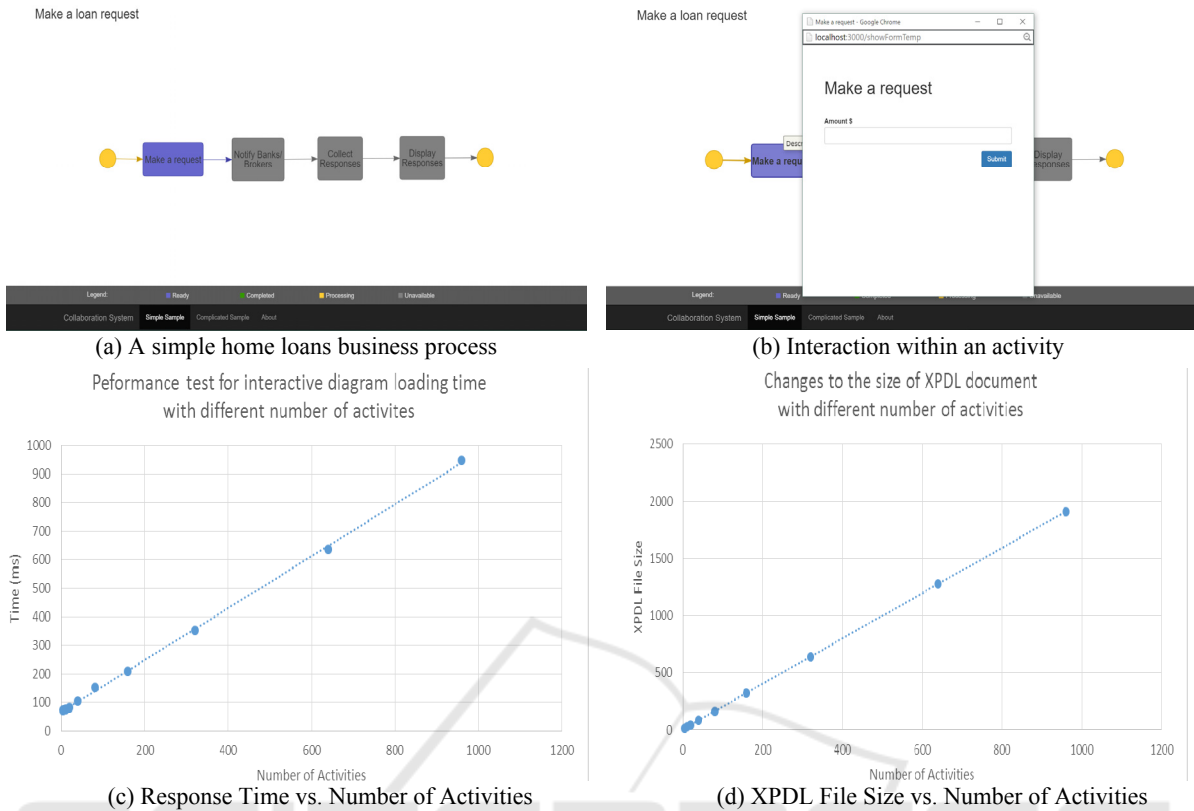 Make a loan request
Make a request
Notify Banks/
Brokers
Collect
Responses
Display
Responses
Legend:
Ready
Completed
Processing
Unavailable
Collaboration System
Simple Sample
Complicated Sample
About
(a) A simple home loans business process
Make a loan request
Make a request - Google Chrome
localhost:3000/showFormTemp
Make a request
Amount $
Submit
Descr
Make a requ
Display
esponses
Legend:
Ready
Unavailable
Collaboration System
Simple Sample
Complicated Sample
About
(b) Interaction within an activity
Peformance test for interactive diagram loading time
with different number of activites
1000
900
800
700
600
500
400
300
200
100
0
Time (ms)
0 200 400 600 800 1000 1200
Number of Activities
(c) Response Time vs. Number of Activities
Changes to the size of XPDL document
with different number of activities
2500
2000
1500
1000
500
0
XPDL File Size
0 200 400 600 800 1000 1200
Number of Activities
(d) XPDL File Size vs. Number of Activities